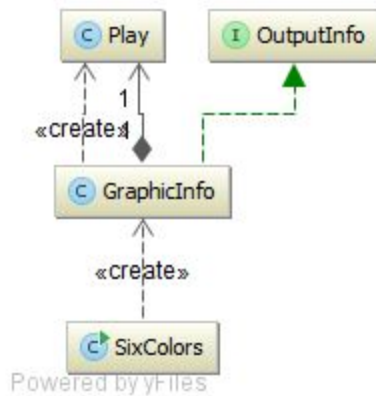 C Play
I OutputInfo
1
«create»
1
C GraphicInfo
«create»
C SixColors
Powered by yFiles